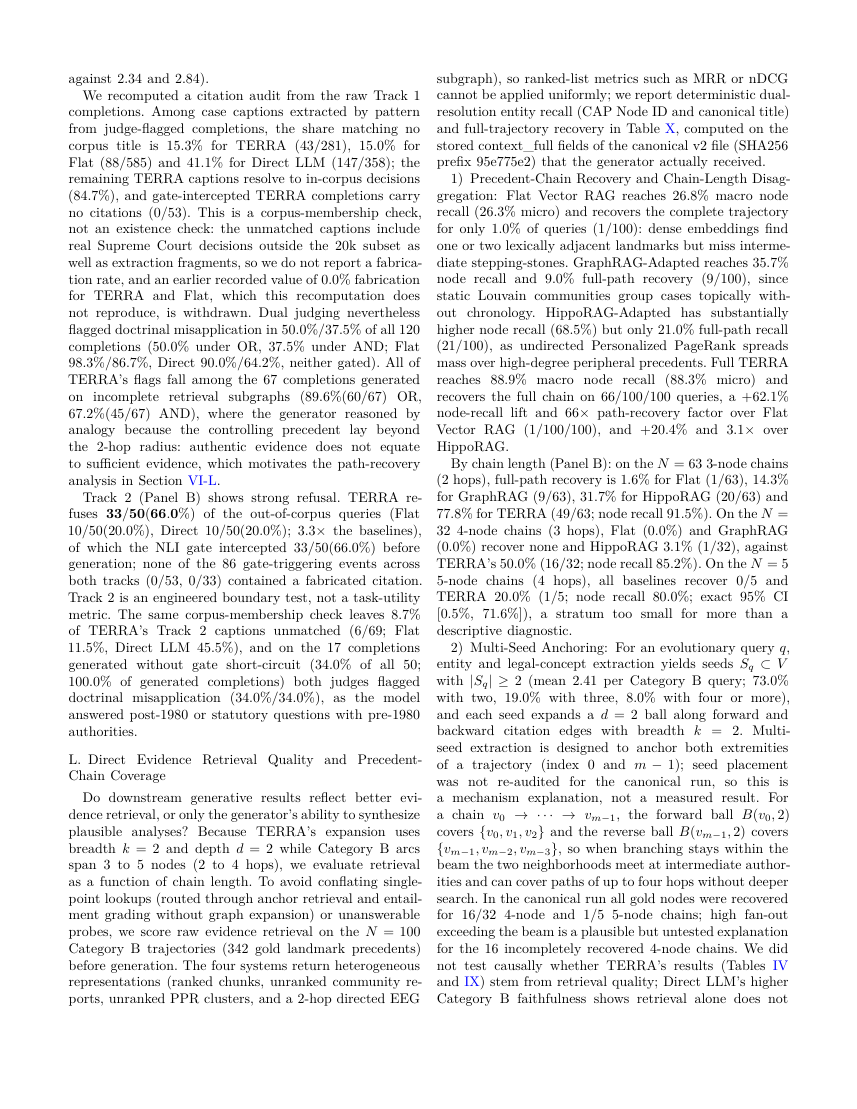 against 2.34 and 2.84).
We recomputed a citation audit from the raw Track 1
completions. Among case captions extracted by pattern
from judge-flagged completions, the share matching no
corpus title is 15.3% for TERRA (43/281), 15.0% for
Flat (88/585) and 41.1% for Direct LLM (147/358); the
remaining TERRA captions resolve to in-corpus decisions
(84.7%), and gate-intercepted TERRA completions carry
no citations (0/53). This is a corpus-membership check,
not an existence check: the unmatched captions include
real Supreme Court decisions outside the 20k subset as
well as extraction fragments, so we do not report a fabrica-
tion rate, and an earlier recorded value of 0.0% fabrication
for TERRA and Flat, which this recomputation does
not reproduce, is withdrawn. Dual judging nevertheless
flagged doctrinal misapplication in 50.0%/37.5% of all 120
completions (50.0% under OR, 37.5% under AND; Flat
98.3%/86.7%, Direct 90.0%/64.2%, neither gated). All of
TERRA's flags fall among the 67 completions generated
on incomplete retrieval subgraphs (89.6%(60/67) OR,
67.2%(45/67) AND), where the generator reasoned by
analogy because the controlling precedent lay beyond
the 2-hop radius: authentic evidence does not equate
to sufficient evidence, which motivates the path-recovery
analysis in Section VI-L.
Track 2 (Panel B) shows strong refusal. TERRA re-
fuses 33/50(66.0%) of the out-of-corpus queries (Flat
10/50(20.0%), Direct 10/50(20.0%); 3.3× the baselines),
of which the NLI gate intercepted 33/50(66.0%) before
generation; none of the 86 gate-triggering events across
both tracks (0/53, 0/33) contained a fabricated citation.
Track 2 is an engineered boundary test, not a task-utility
metric. The same corpus-membership check leaves 8.7%
of TERRA's Track 2 captions unmatched (6/69; Flat
11.5%, Direct LLM 45.5%), and on the 17 completions
generated without gate short-circuit (34.0% of all 50;
100.0% of generated completions) both judges flagged
doctrinal misapplication (34.0%/34.0%), as the model
answered post-1980 or statutory questions with pre-1980
authorities.
L. Direct Evidence Retrieval Quality and Precedent-
Chain Coverage
Do downstream generative results reflect better evi-
dence retrieval, or only the generator's ability to synthesize
plausible analyses? Because TERRA's expansion uses
breadth k = 2 and depth d = 2 while Category B arcs
span 3 to 5 nodes (2 to 4 hops), we evaluate retrieval
as a function of chain length. To avoid conflating single-
point lookups (routed through anchor retrieval and entail-
ment grading without graph expansion) or unanswerable
probes, we score raw evidence retrieval on the N = 100
Category B trajectories (342 gold landmark precedents)
before generation. The four systems return heterogeneous
representations (ranked chunks, unranked community re-
ports, unranked PPR clusters, and a 2-hop directed EEG
subgraph), so ranked-list metrics such as MRR or nDCG
cannot be applied uniformly; we report deterministic dual-
resolution entity recall (CAP Node ID and canonical title)
and full-trajectory recovery in Table X, computed on the
stored context_full fields of the canonical v2 file (SHA256
prefix 95e775e2) that the generator actually received.
1) Precedent-Chain Recovery and Chain-Length Disag-
gregation: Flat Vector RAG reaches 26.8% macro node
recall (26.3% micro) and recovers the complete trajectory
for only 1.0% of queries (1/100): dense embeddings find
one or two lexically adjacent landmarks but miss interme-
diate stepping-stones. GraphRAG-Adapted reaches 35.7%
node recall and 9.0% full-path recovery (9/100), since
static Louvain communities group cases topically with-
out chronology. HippoRAG-Adapted has substantially
higher node recall (68.5%) but only 21.0% full-path recall
(21/100), as undirected Personalized PageRank spreads
mass over high-degree peripheral precedents. Full TERRA
reaches 88.9% macro node recall (88.3% micro) and
recovers the full chain on 66/100/100 queries, a +62.1%
node-recall lift and 66× path-recovery factor over Flat
Vector RAG (1/100/100), and +20.4% and 3.1× over
HippoRAG.
By chain length (Panel B): on the N = 63 3-node chains
(2 hops), full-path recovery is 1.6% for Flat (1/63), 14.3%
for GraphRAG (9/63), 31.7% for HippoRAG (20/63) and
77.8% for TERRA (49/63; node recall 91.5%). On the N =
32 4-node chains (3 hops), Flat (0.0%) and GraphRAG
(0.0%) recover none and HippoRAG 3.1% (1/32), against
TERRA's 50.0% (16/32; node recall 85.2%). On the N = 5
5-node chains (4 hops), all baselines recover 0/5 and
TERRA 20.0% (1/5; node recall 80.0%; exact 95% CI
[0.5%, 71.6%]), a stratum too small for more than a
descriptive diagnostic.
2) Multi-Seed Anchoring: For an evolutionary query q,
entity and legal-concept extraction yields seeds S_q ⊂ V
with |S_q| ≥ 2 (mean 2.41 per Category B query; 73.0%
with two, 19.0% with three, 8.0% with four or more),
and each seed expands a d = 2 ball along forward and
backward citation edges with breadth k = 2. Multi-
seed extraction is designed to anchor both extremities
of a trajectory (index 0 and m − 1); seed placement
was not re-audited for the canonical run, so this is
a mechanism explanation, not a measured result. For
a chain v_0 → ··· → v_{m−1}, the forward ball B(v_0, 2)
covers {v_0, v_1, v_2} and the reverse ball B(v_{m−1}, 2) covers
{v_{m−1}, v_{m−2}, v_{m−3}}, so when branching stays within the
beam the two neighborhoods meet at intermediate author-
ities and can cover paths of up to four hops without deeper
search. In the canonical run all gold nodes were recovered
for 16/32 4-node and 1/5 5-node chains; high fan-out
exceeding the beam is a plausible but untested explanation
for the 16 incompletely recovered 4-node chains. We did
not test causally whether TERRA's results (Tables IV
and IX) stem from retrieval quality; Direct LLM's higher
Category B faithfulness shows retrieval alone does not